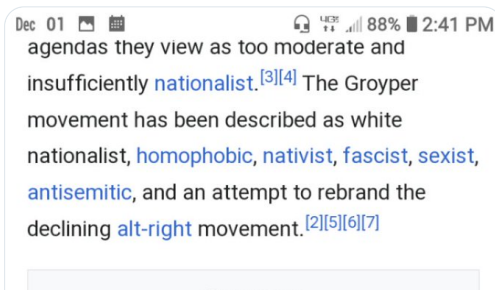 Dec 01 4G 88% 2:41 PM
agendas they view as too moderate and
insufficiently nationalist.[3][4] The Groyper
movement has been described as white
nationalist, homophobic, nativist, fascist, sexist,
antisemitic, and an attempt to rebrand the
declining alt-right movement.[2][5][6][7]